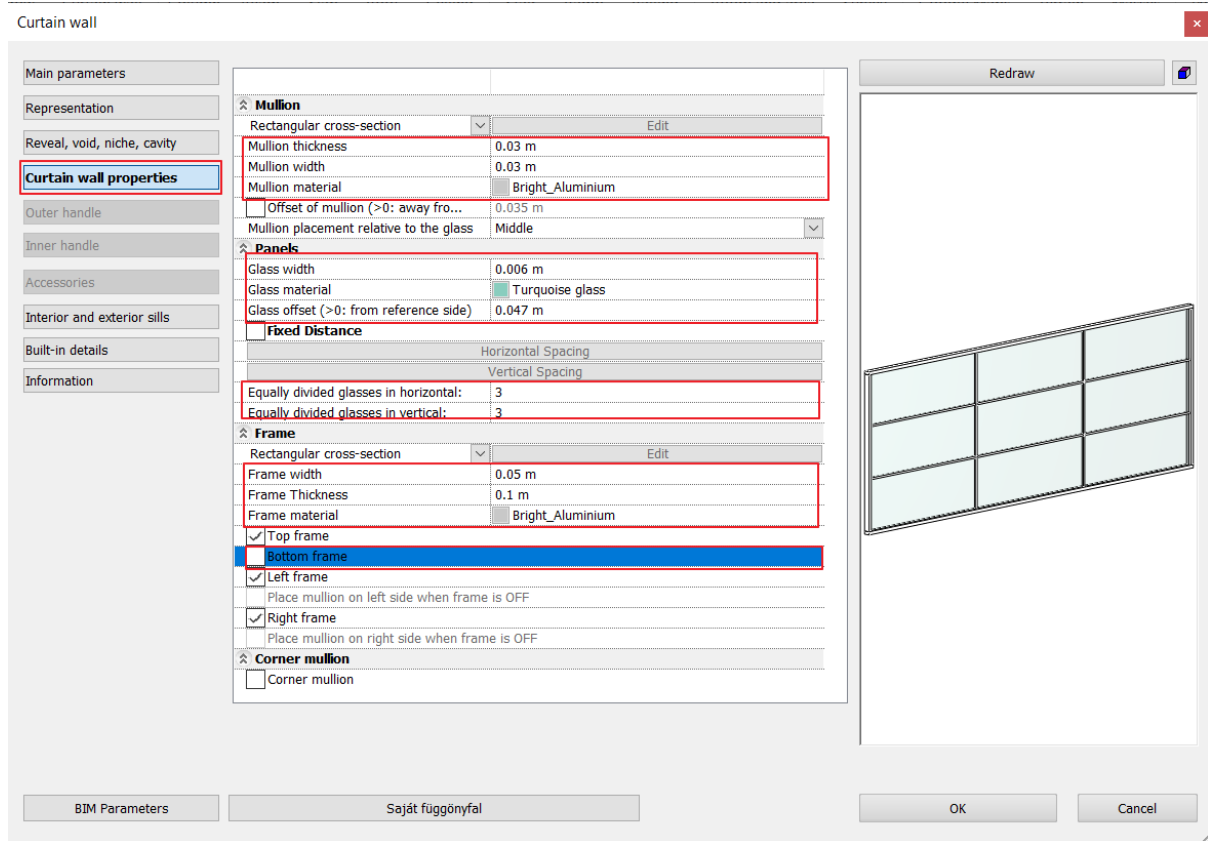 Curtain wall
Main parameters
Representation
Reveal, void, niche, cavity
Curtain wall properties
Outer handle
Inner handle
Accessories
Interior and exterior sills
Built-in details
Information
Mullion
Rectangular cross-section Edit
Mullion thickness 0.03 m
Mullion width 0.03 m
Mullion material Bright_Aluminium
Offset of mullion (>0: away fro... 0.035 m
Mullion placement relative to the glass Middle
Panels
Glass width 0.006 m
Glass material Turquoise glass
Glass offset (>0: from reference side) 0.047 m
Fixed Distance
Horizontal Spacing
Vertical Spacing
Equally divided glasses in horizontal: 3
Equally divided glasses in vertical: 3
Frame
Rectangular cross-section Edit
Frame width 0.05 m
Frame Thickness 0.1 m
Frame material Bright_Aluminium
Top frame
Bottom frame
Left frame
Place mullion on left side when frame is OFF
Right frame
Place mullion on right side when frame is OFF
Corner mullion
Corner mullion
Redraw
BIM Parameters
Saját függönyfal
OK
Cancel